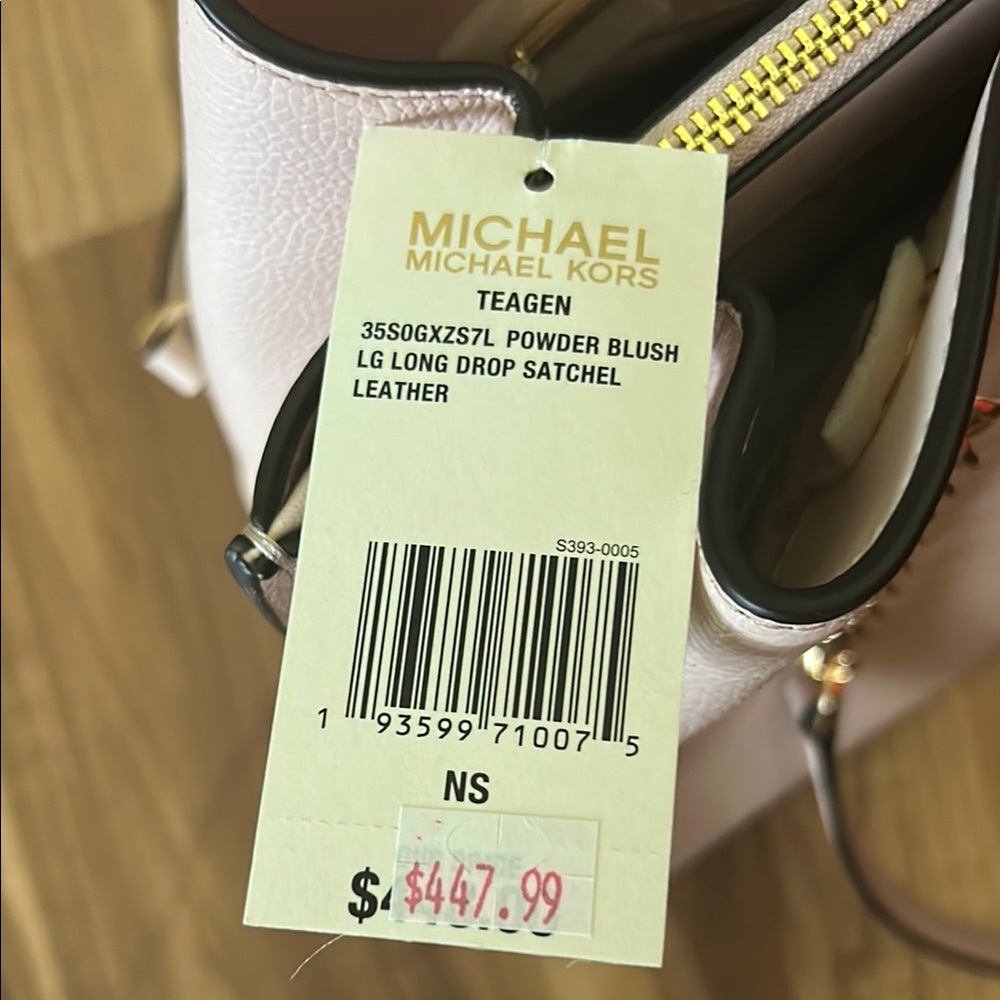 MICHAEL
MICHAEL KORS
TEAGEN
35S0GXZS7L POWDER BLUSH
LG LONG DROP SATCHEL
LEATHER
S393-0005
1 93599 71007 5
NS
$
$447.99